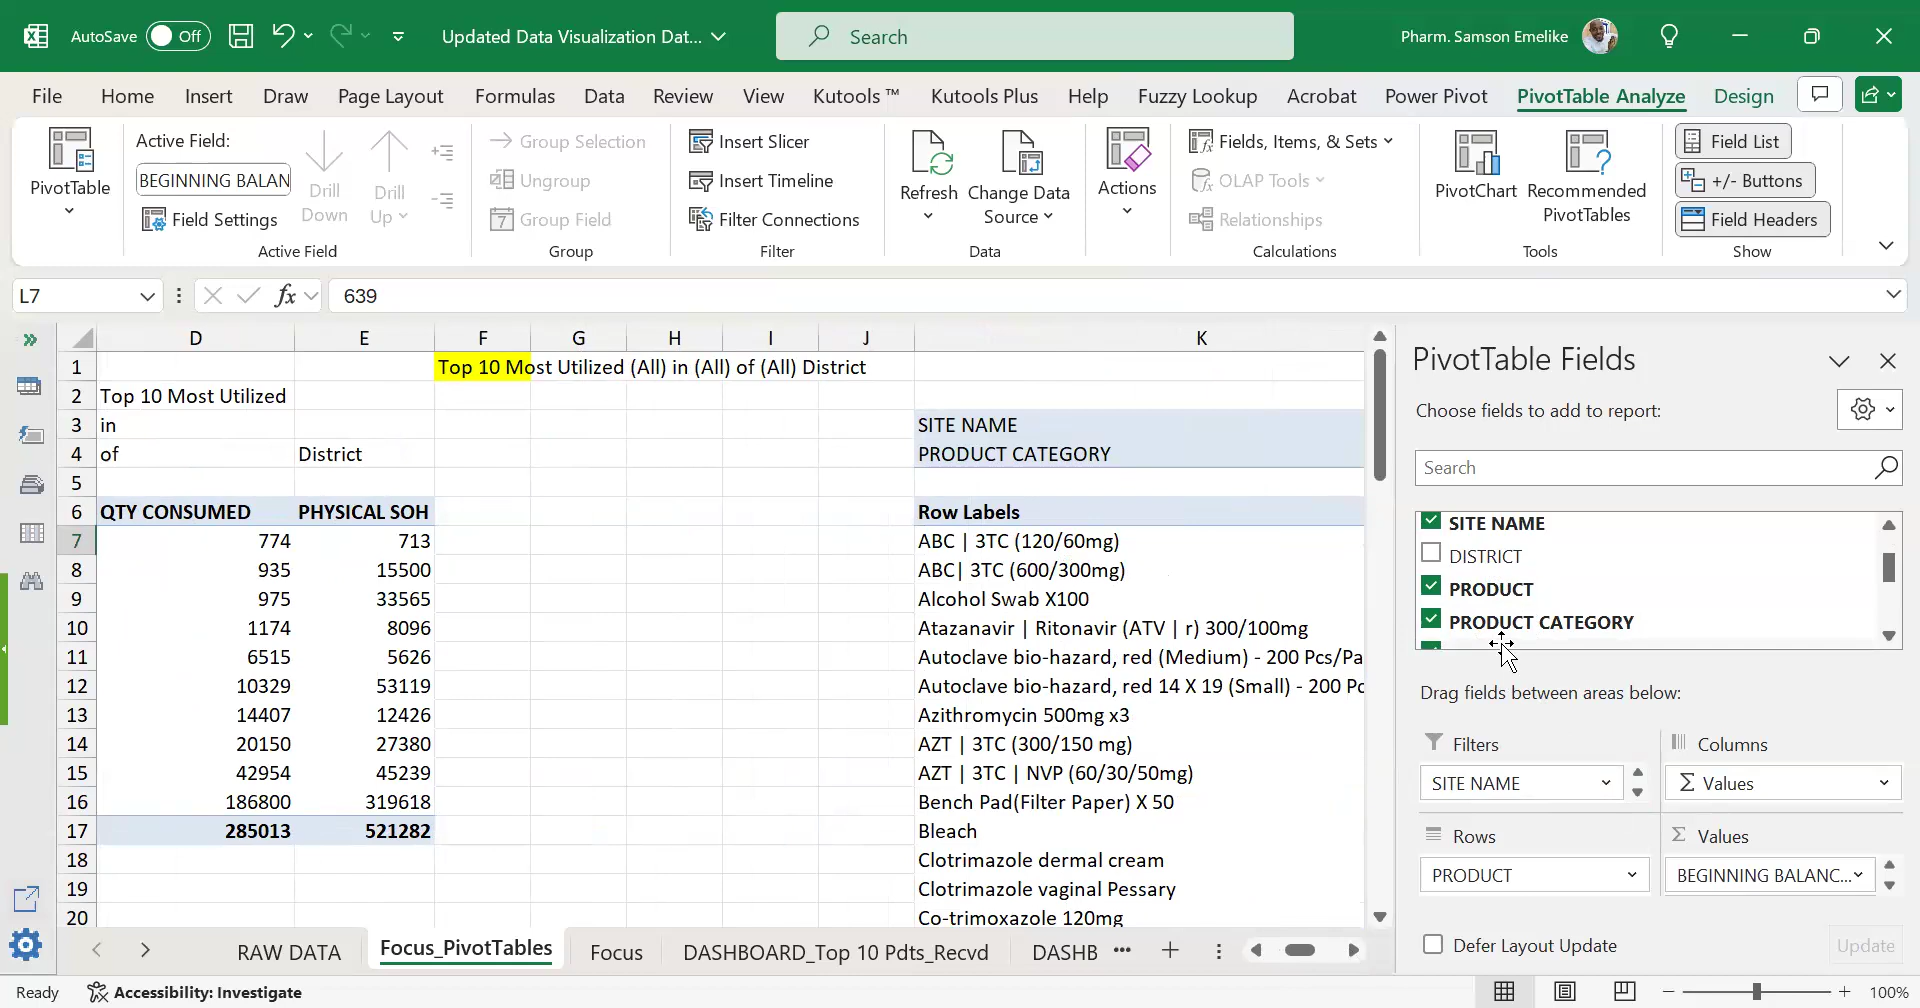 AutoSave Off Updated Data Visualization Dat... Search Pharm. Samson Emelike
File Home Insert Draw Page Layout Formulas Data Review View Kutools ™ Kutools Plus Help Fuzzy Lookup Acrobat Power Pivot PivotTable Analyze Design
PivotTable
Active Field:
BEGINNING BALAN
Field Settings
Drill Down
Drill Up
Active Field
Group Selection
Ungroup
Group Field
Group
Insert Slicer
Insert Timeline
Filter Connections
Filter
Refresh
Change Data Source
Data
Actions
Fields, Items, & Sets
OLAP Tools
Relationships
Calculations
PivotChart
Recommended PivotTables
Tools
Field List
+/- Buttons
Field Headers
Show
L7 fx 639
D E F G H I J K
1 Top 10 Most Utilized (All) in (All) of (All) District
2 Top 10 Most Utilized
3 in SITE NAME
4 of District PRODUCT CATEGORY
5
6 QTY CONSUMED PHYSICAL SOH Row Labels
7 774 713 ABC | 3TC (120/60mg)
8 935 15500 ABC| 3TC (600/300mg)
9 975 33565 Alcohol Swab X100
10 1174 8096 Atazanavir | Ritonavir (ATV | r) 300/100mg
11 6515 5626 Autoclave bio-hazard, red (Medium) - 200 Pcs/Pa
12 10329 53119 Autoclave bio-hazard, red 14 X 19 (Small) - 200 Pc
13 14407 12426 Azithromycin 500mg x3
14 20150 27380 AZT | 3TC (300/150 mg)
15 42954 45239 AZT | 3TC | NVP (60/30/50mg)
16 186800 319618 Bench Pad(Filter Paper) X 50
17 285013 521282 Bleach
18 Clotrimazole dermal cream
19 Clotrimazole vaginal Pessary
20 Co-trimoxazole 120mg
PivotTable Fields
Choose fields to add to report:
Search
SITE NAME
DISTRICT
PRODUCT
PRODUCT CATEGORY
Drag fields between areas below:
Filters
SITE NAME
Columns
Σ Values
Rows
PRODUCT
Σ Values
BEGINNING BALANC...
Defer Layout Update Update
RAW DATA Focus_PivotTables Focus DASHBOARD_Top 10 Pdts_Recvd DASHB ...
Ready Accessibility: Investigate 100%